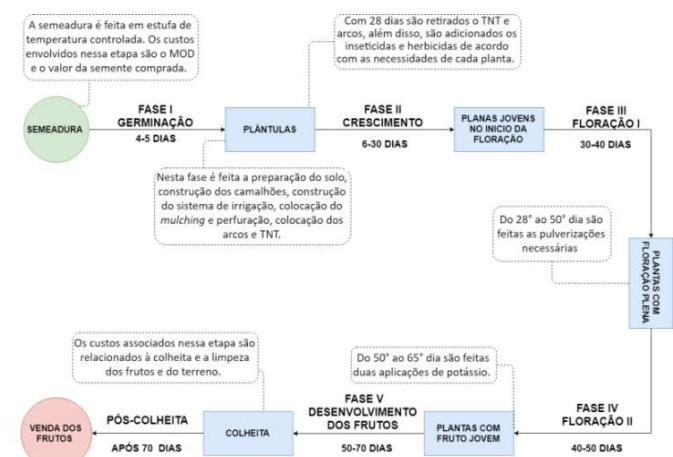 A semeadura é feita em estufa de
temperatura controlada. Os custos
envolvidos nessa etapa são o MOD
e o valor da semente comprada.
Com 28 dias são retirados o TNT e
arcos, além disso, são adicionados os
inseticidas e herbicidas de acordo
com as necessidades de cada planta.
SEMEADURA
FASE I
GERMINAÇÃO
4-5 DIAS
PLÂNTULAS
FASE II
CRESCIMENTO
6-30 DIAS
PLANAS JOVENS
NO INICIO DA
FLORAÇÃO
FASE III
FLORAÇÃO I
30-40 DIAS
Nesta fase é feita a preparação do solo,
construção dos camalhões, construção
do sistema de irrigação, colocação do
mulching e perfuração, colocação dos
arcos e TNT.
Do 28° ao 50° dia são
feitas as pulverizações
necessárias
PLANTAS COM
FLORAÇÃO PLENA
Os custos associados nessa etapa são
relacionados à colheita e a limpeza
dos frutos e do terreno.
Do 50° ao 65° dia são feitas
duas aplicações de potássio.
VENDA DOS
FRUTOS
PÓS-COLHEITA
APÓS 70 DIAS
COLHEITA
FASE V
DESENVOLVIMENTO
DOS FRUTOS
50-70 DIAS
PLANTAS COM
FRUTO JOVEM
FASE IV
FLORAÇÃO II
40-50 DIAS